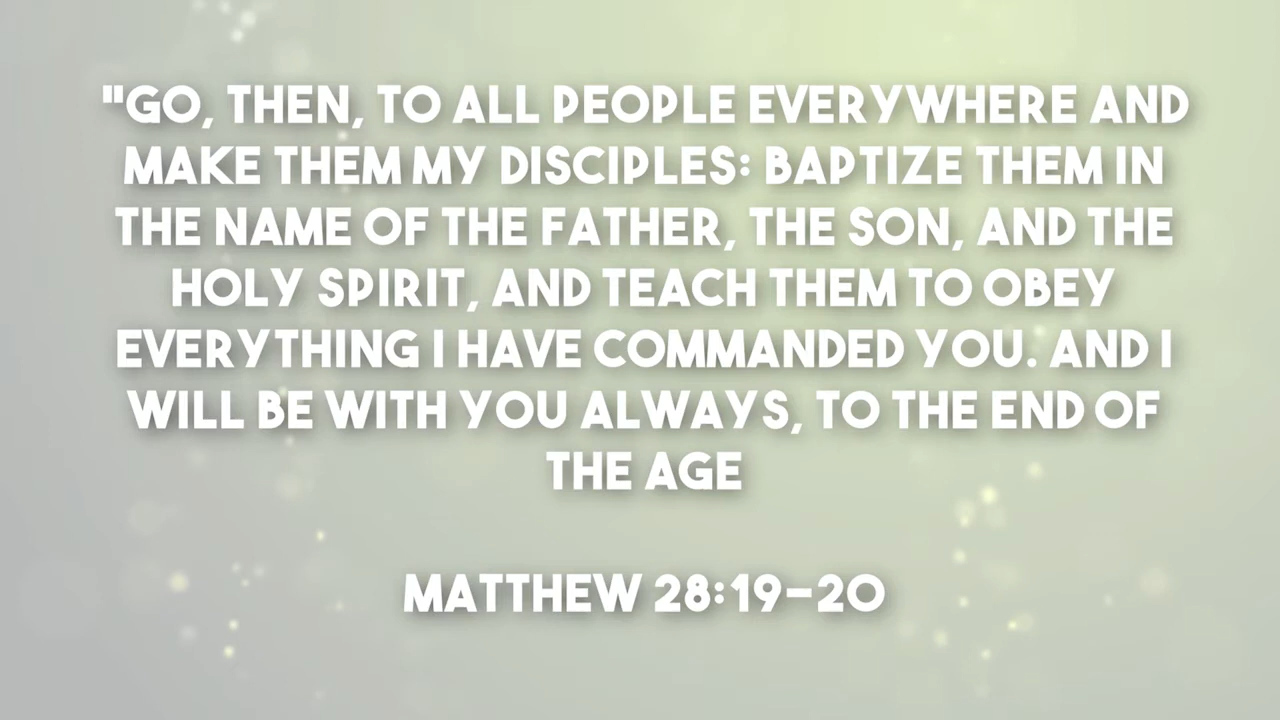 "GO, THEN, TO ALL PEOPLE EVERYWHERE AND
MAKE THEM MY DISCIPLES: BAPTIZE THEM IN
THE NAME OF THE FATHER, THE SON, AND THE
HOLY SPIRIT, AND TEACH THEM TO OBEY
EVERYTHING I HAVE COMMANDED YOU. AND I
WILL BE WITH YOU ALWAYS, TO THE END OF
THE AGE
MATTHEW 28:19-20